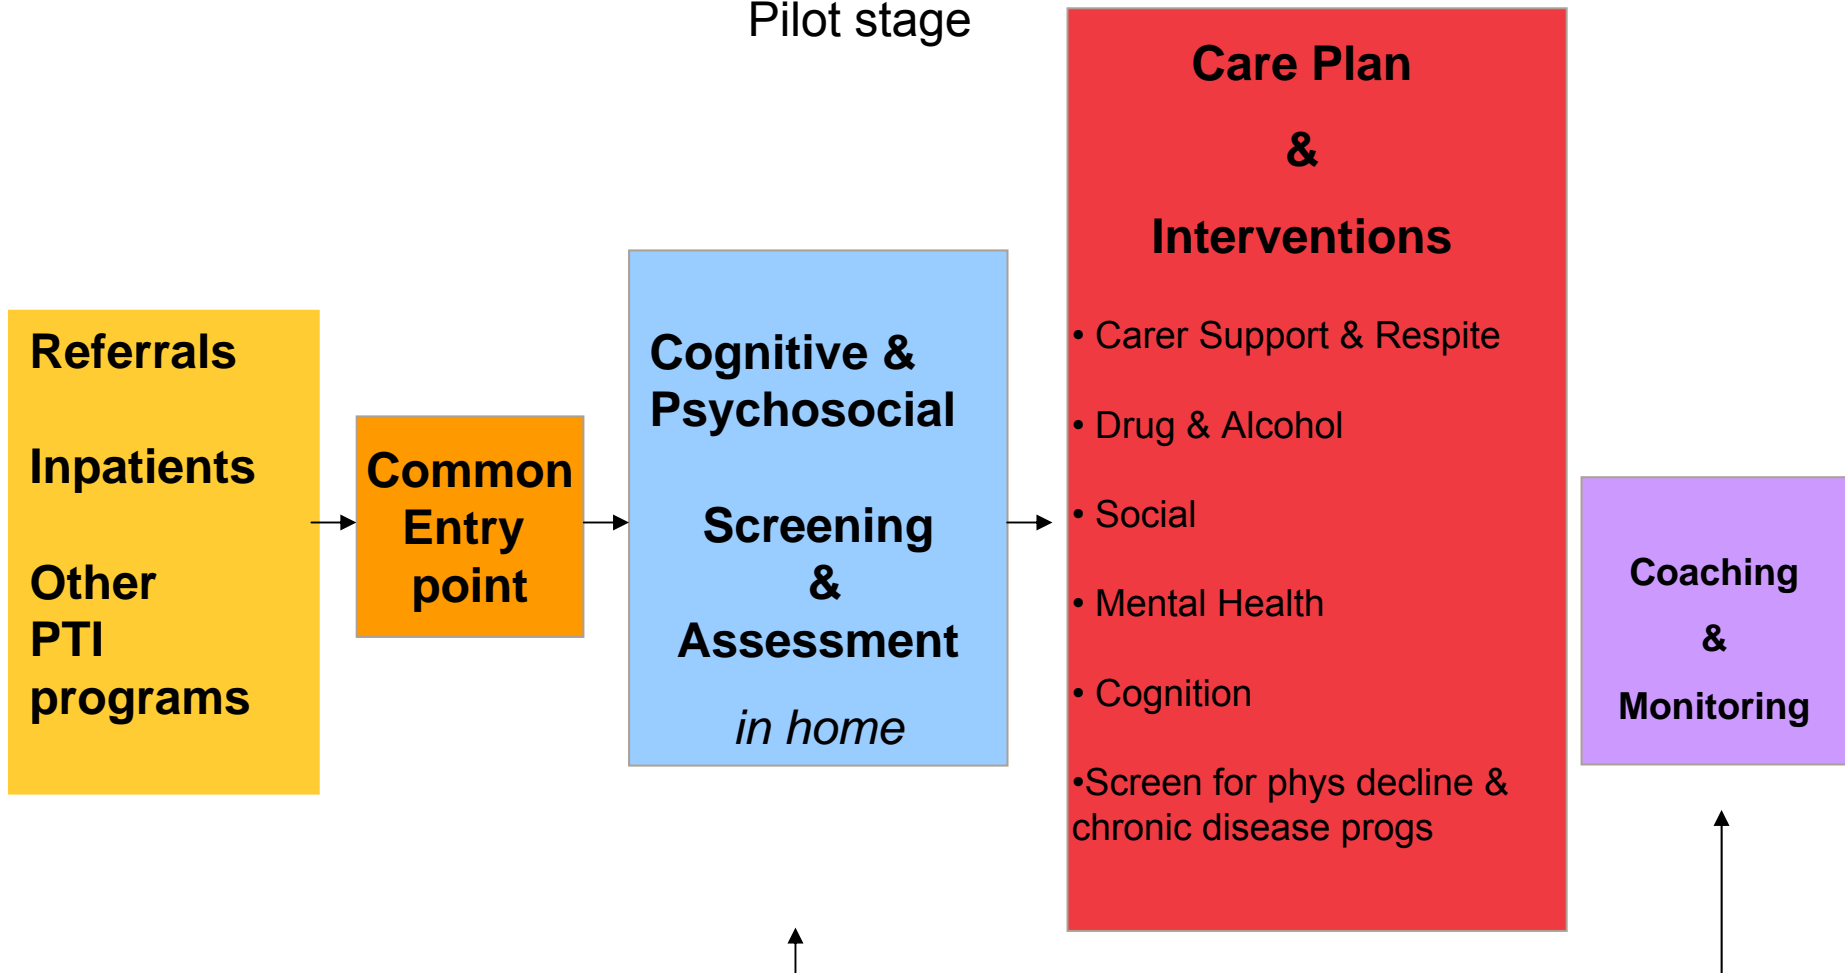 Pilot stage
Referrals
Inpatients
Other
PTI
programs
Common
Entry
point
Cognitive &
Psychosocial
Screening
&
Assessment
in home
Care Plan
&
Interventions
• Carer Support & Respite
• Drug & Alcohol
• Social
• Mental Health
• Cognition
•Screen for phys decline &
chronic disease progs
Coaching
&
Monitoring